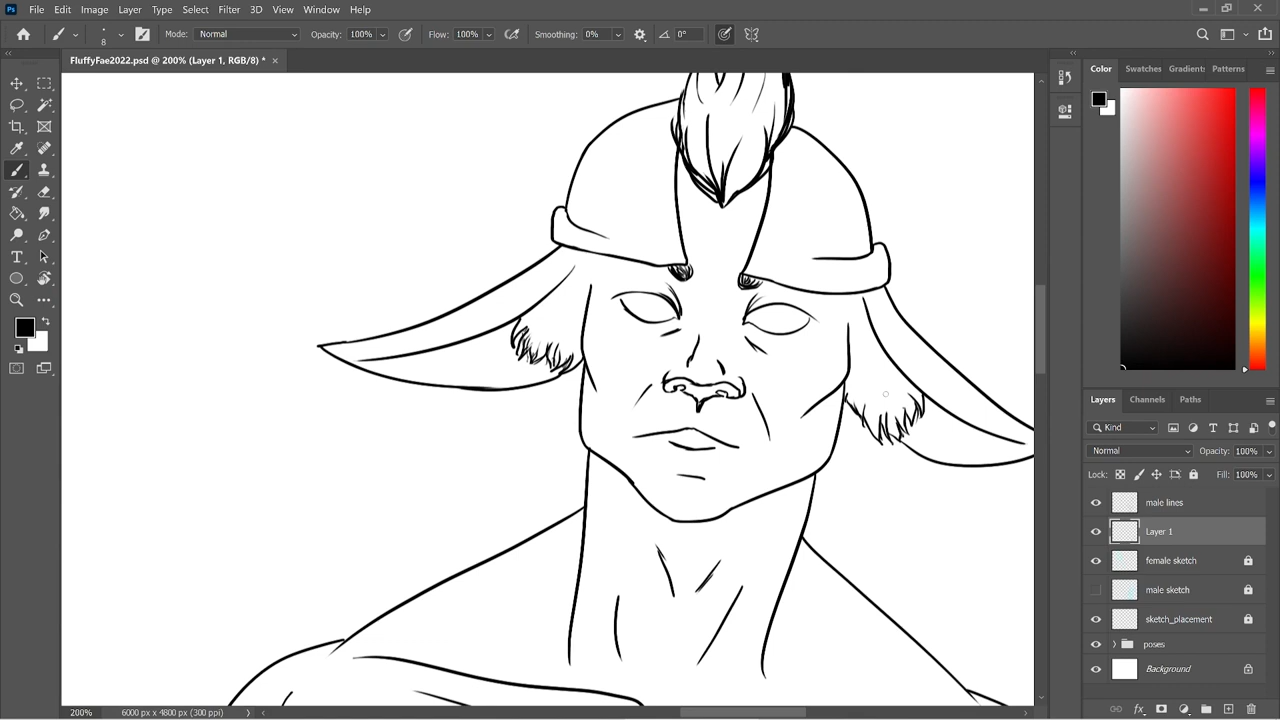 Ps File Edit Image Layer Type Select Filter 3D View Window Help
8 Mode: Normal Opacity: 100% Flow: 100% Smoothing: 0% 0°
FluffyFae2022.psd @ 200% (Layer 1, RGB/8) * ×
Color Swatches Gradients Patterns
Layers Channels Paths
Kind
Normal Opacity: 100%
Lock: Fill: 100%
male lines
Layer 1
female sketch
male sketch
sketch_placement
poses
Background
200% 6000 px x 4800 px (300 ppi)
fx